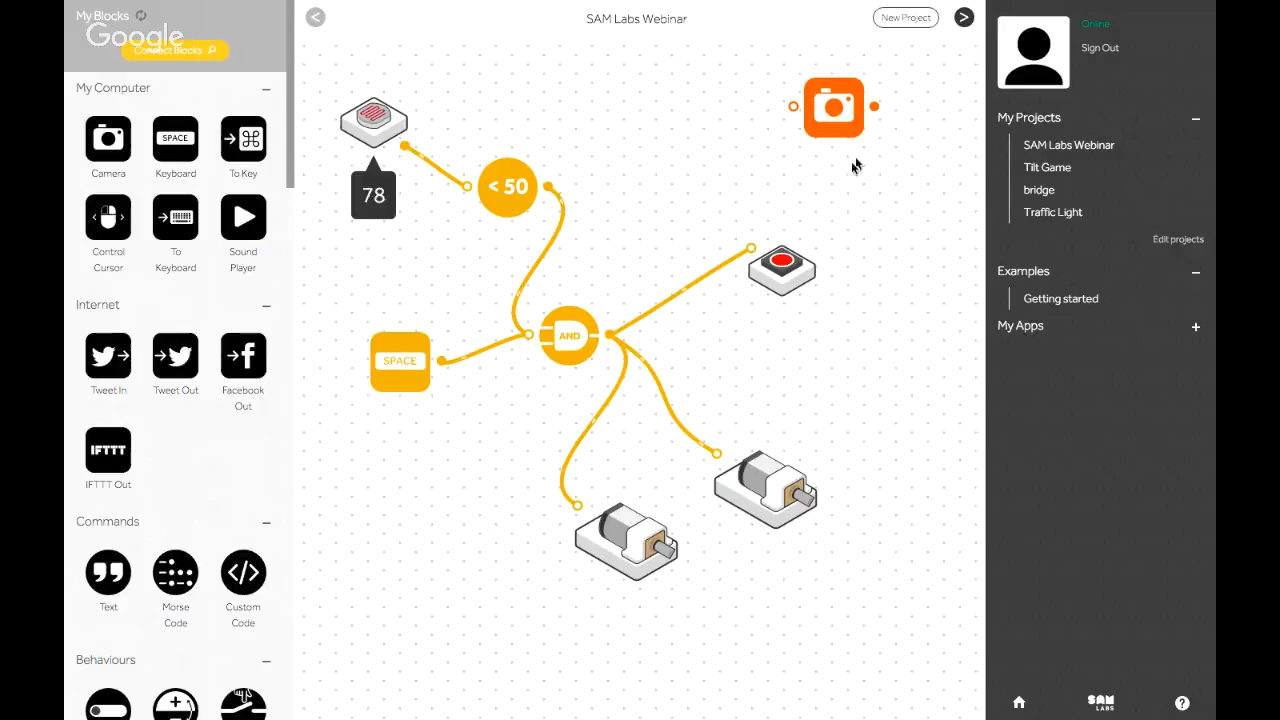 My Blocks
Google
Connect Blocks
My Computer
Camera
SPACE
Keyboard
To Key
Control
Cursor
To
Keyboard
Sound
Player
Internet
Tweet In
Tweet Out
Facebook
Out
IFTTT
IFTTT Out
Commands
Text
Morse
Code
Custom
Code
Behaviours
SAM Labs Webinar
New Project
78
< 50
SPACE
AND
Online
Sign Out
My Projects
SAM Labs Webinar
Tilt Game
bridge
Traffic Light
Edit projects
Examples
Getting started
My Apps
SAM
LABS